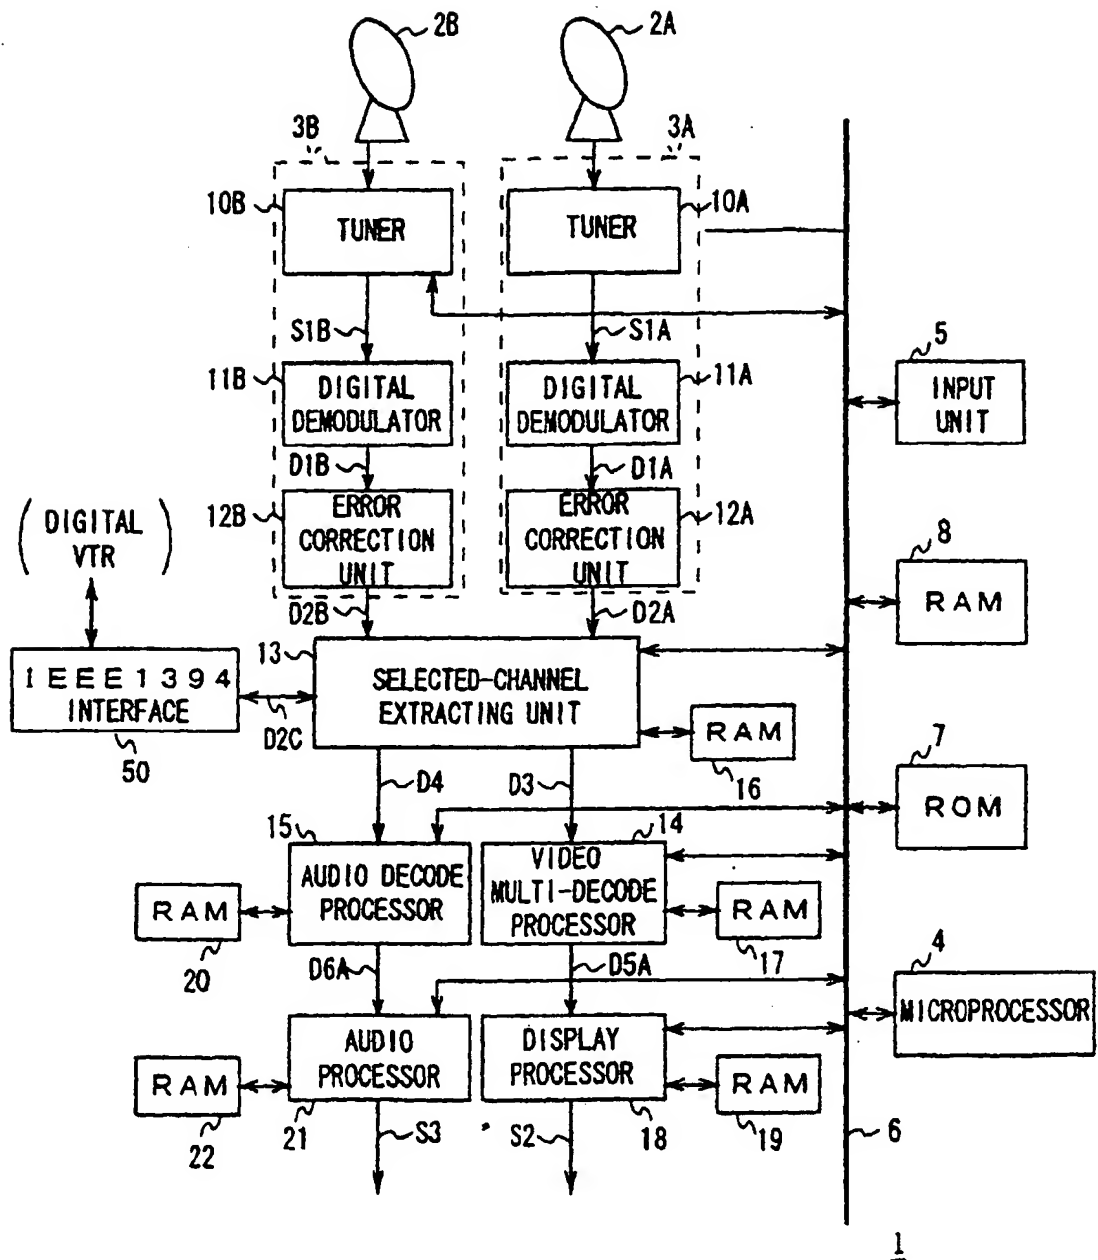 2B
2A
3B
3A
10B
TUNER
TUNER
10A
S1B
S1A
5
11B
DIGITAL
DEMODULATOR
DIGITAL
DEMODULATOR
11A
INPUT
UNIT
D1B
D1A
(DIGITAL
VTR)
12B
ERROR
CORRECTION
UNIT
ERROR
CORRECTION
UNIT
12A
8
RAM
D2B
D2A
13
IEEE1394
INTERFACE
SELECTED-CHANNEL
EXTRACTING UNIT
D2C
50
RAM
16
7
D4
D3
ROM
15
14
AUDIO DECODE
PROCESSOR
VIDEO
MULTI-DECODE
PROCESSOR
RAM
20
RAM
17
D6A
D5A
4
MICROPROCESSOR
AUDIO
PROCESSOR
DISPLAY
PROCESSOR
RAM
22
RAM
19
21
S3
S2
18
6
1